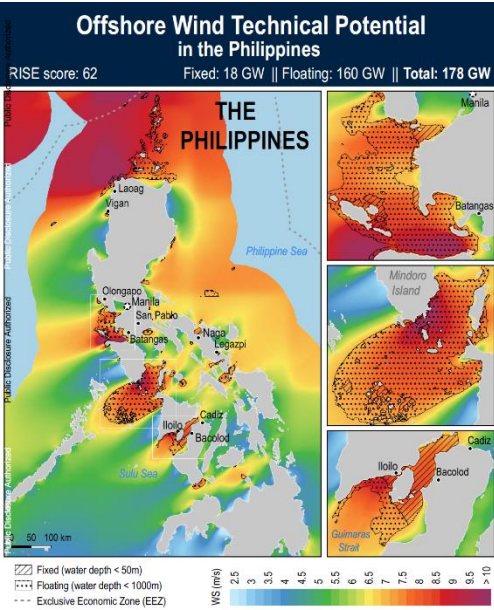 Offshore Wind Technical Potential
in the Philippines
RISE score: 62
Fixed: 18 GW || Floating: 160 GW || Total: 178 GW
Public Disclosure Authorized
Public Disclosure Authorized
Public Disclosure Authorized
Public Disclosure Authorized
THE
PHILIPPINES
Laoag
Vigan
Philippine Sea
Olongapo
Manila
San Pablo
Batangas
Naga
Legazpi
Cadiz
Iloilo
Bacolod
Sulu Sea
50 100 km
Manila
Batangas
Mindoro
Island
Cadiz
Iloilo
Bacolod
Guimaras
Strait
Fixed (water depth < 50m)
Floating (water depth < 1000m)
Exclusive Economic Zone (EEZ)
WS (m/s)
2.5
3
3.5
4
4.5
5
5.5
6
6.5
7
7.5
8
8.5
9
9.5
10
> 10